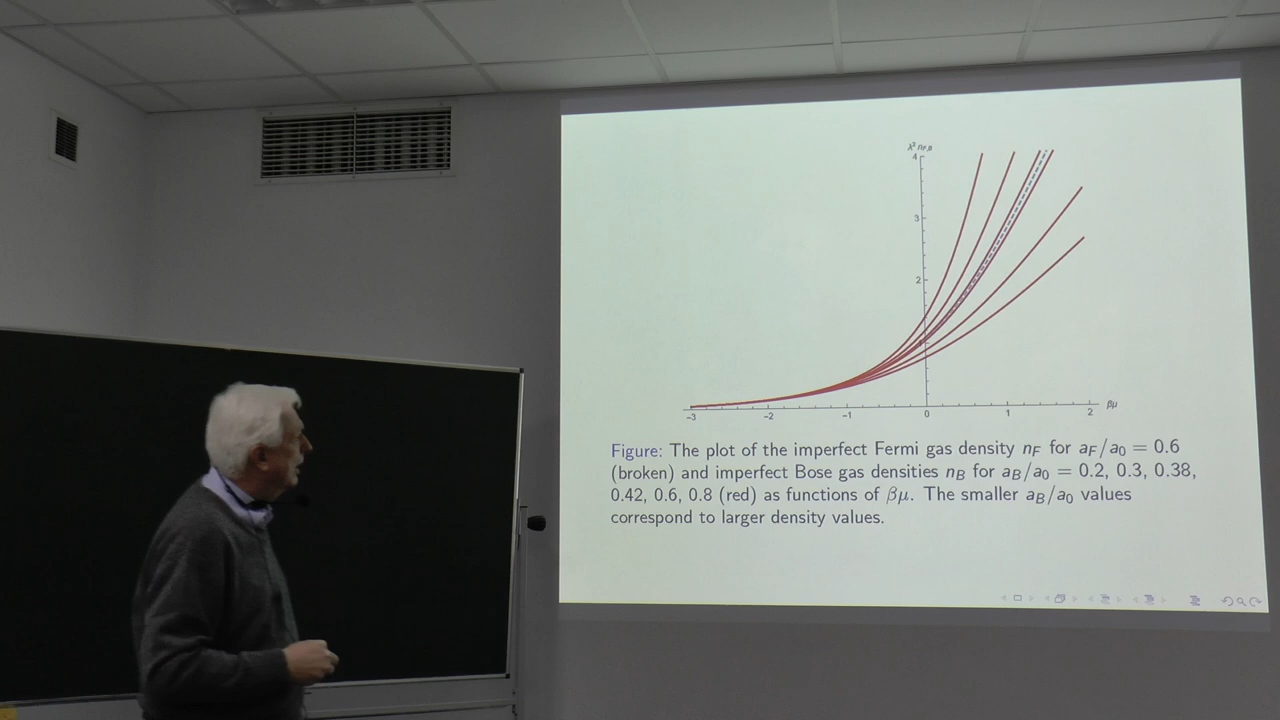 λ³ n_F,B
4
3
2
-3 -2 -1 0 1 2 βμ
Figure: The plot of the imperfect Fermi gas density n_F for a_F/a_0 = 0.6
(broken) and imperfect Bose gas densities n_B for a_B/a_0 = 0.2, 0.3, 0.38,
0.42, 0.6, 0.8 (red) as functions of βμ. The smaller a_B/a_0 values
correspond to larger density values.